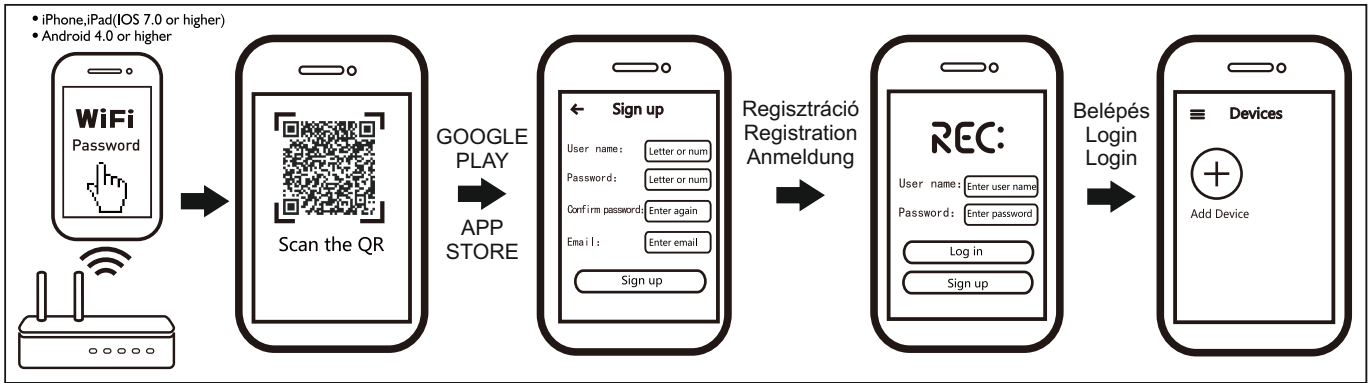 • iPhone,iPad(IOS 7.0 or higher)
• Android 4.0 or higher
WiFi
Password
Scan the QR
GOOGLE
PLAY
APP
STORE
← Sign up
User name: Letter or num
Password: Letter or num
Confirm password: Enter again
Email: Enter email
Sign up
Regisztráció
Registration
Anmeldung
REC:
User name: Enter user name
Password: Enter password
Log in
Sign up
Belépés
Login
Login
≡ Devices
Add Device